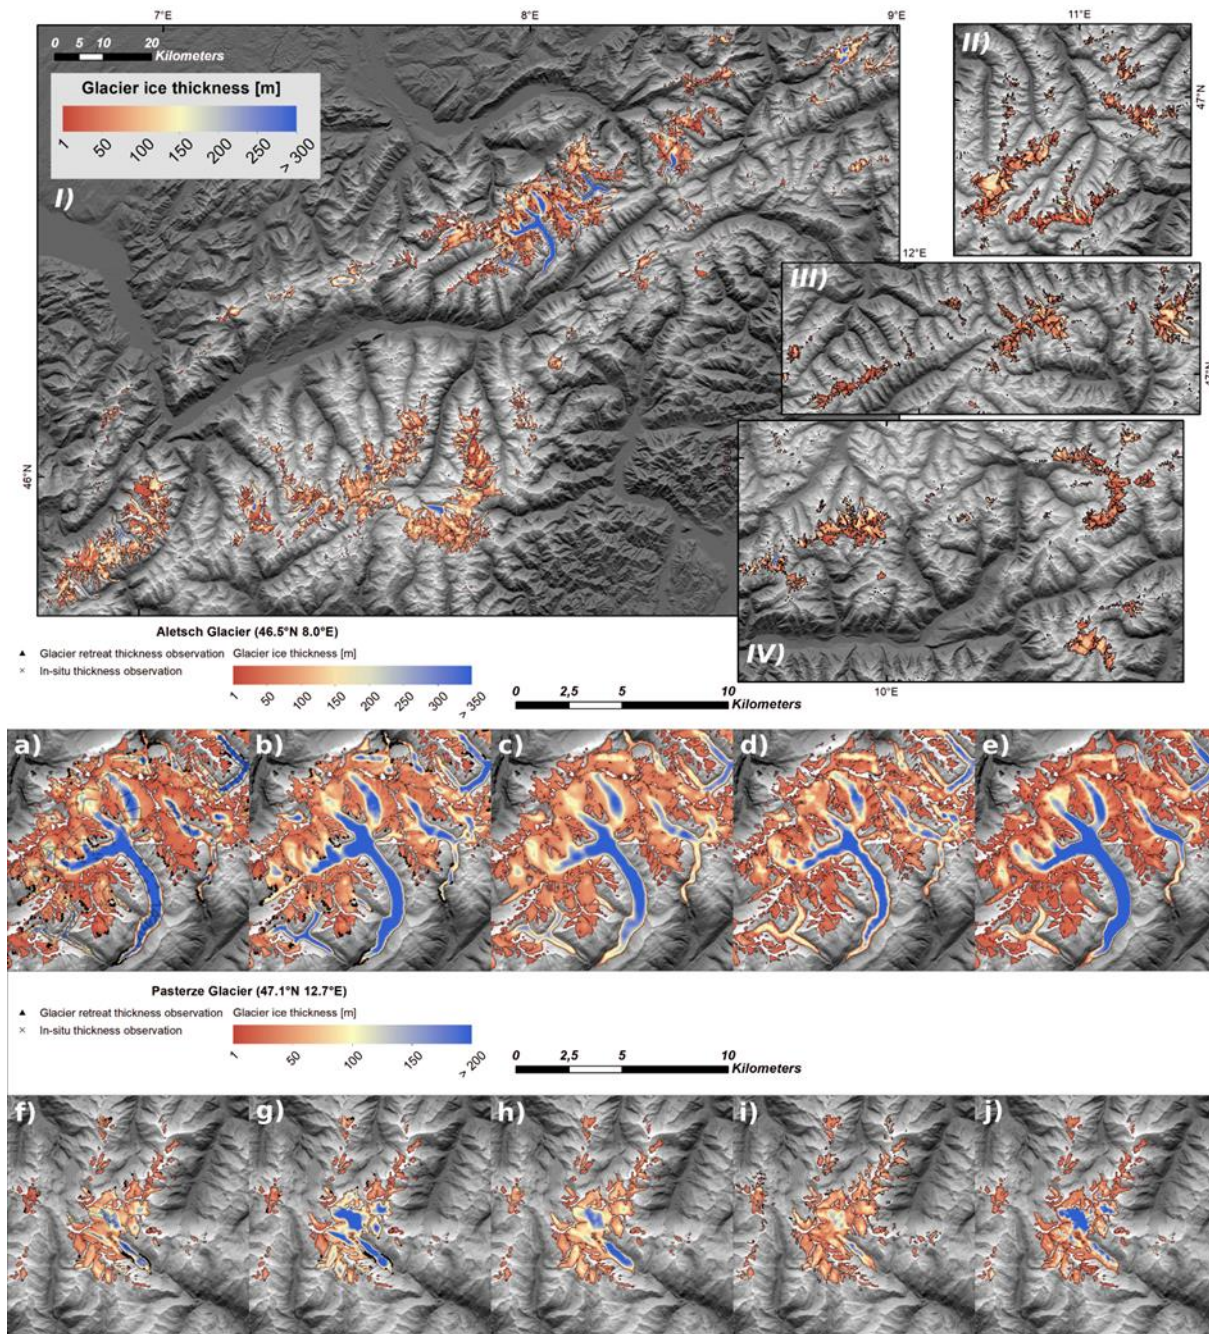 7°E 8°E 9°E 11°E
0 5 10 20
Kilometers
Glacier ice thickness [m]
1 50 100 150 200 250 > 300
I)
II)
47°N
12°E
III)
47°N
46°N
IV)
10°E
Aletsch Glacier (46.5°N 8.0°E)
▲ Glacier retreat thickness observation Glacier ice thickness [m]
× In-situ thickness observation
1 50 100 150 200 250 300 > 350
0 2,5 5 10
Kilometers
a) b) c) d) e)
Pasterze Glacier (47.1°N 12.7°E)
▲ Glacier retreat thickness observation Glacier ice thickness [m]
× In-situ thickness observation
1 50 100 150 > 200
0 2,5 5 10
Kilometers
f) g) h) i) j)